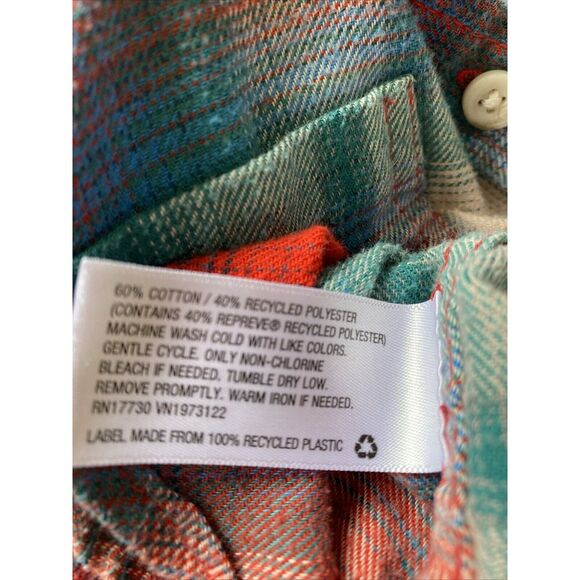 60% COTTON / 40% RECYCLED POLYESTER
(CONTAINS 40% REPREVE® RECYCLED POLYESTER)
MACHINE WASH COLD WITH LIKE COLORS.
GENTLE CYCLE. ONLY NON-CHLORINE
BLEACH IF NEEDED. TUMBLE DRY LOW.
REMOVE PROMPTLY. WARM IRON IF NEEDED.
RN17730 VN1973122
LABEL MADE FROM 100% RECYCLED PLASTIC